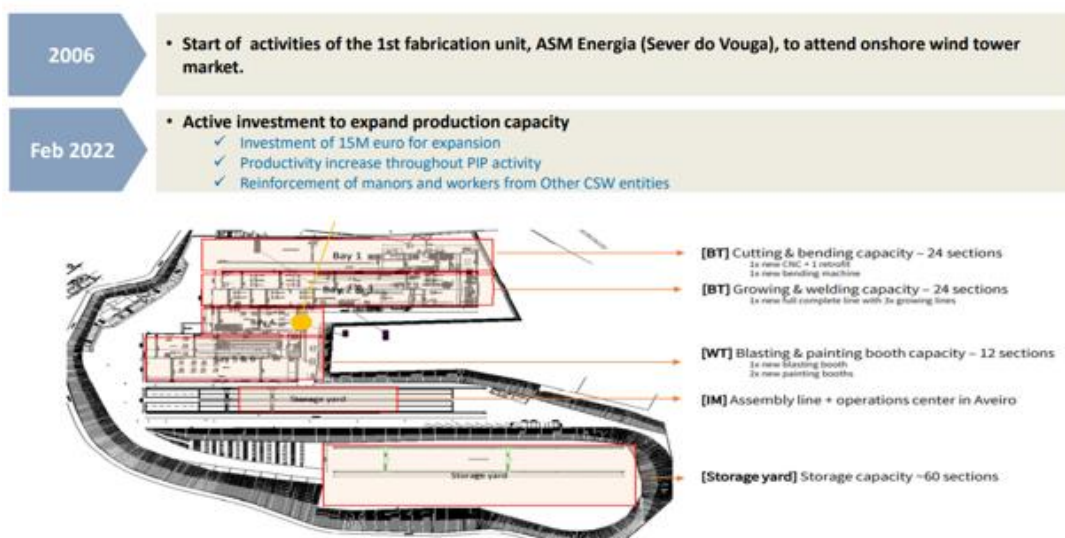 2006
• Start of activities of the 1st fabrication unit, ASM Energia (Sever do Vouga), to attend onshore wind tower
market.
Feb 2022
• Active investment to expand production capacity
✓ Investment of 15M euro for expansion
✓ Productivity increase throughout PIP activity
✓ Reinforcement of manors and workers from Other CSW entities
Bay 1
[BT] Cutting & bending capacity – 24 sections
1x new CNC + 1 retrofit
1x new bending machine
Bay 2 & 3
[BT] Growing & welding capacity – 24 sections
1x new full complete line with 3x growing lines
[WT] Blasting & painting booth capacity – 12 sections
1x new blasting booth
2x new painting booths
Storage yard
[IM] Assembly line + operations center in Aveiro
Storage yard
[Storage yard] Storage capacity ~60 sections